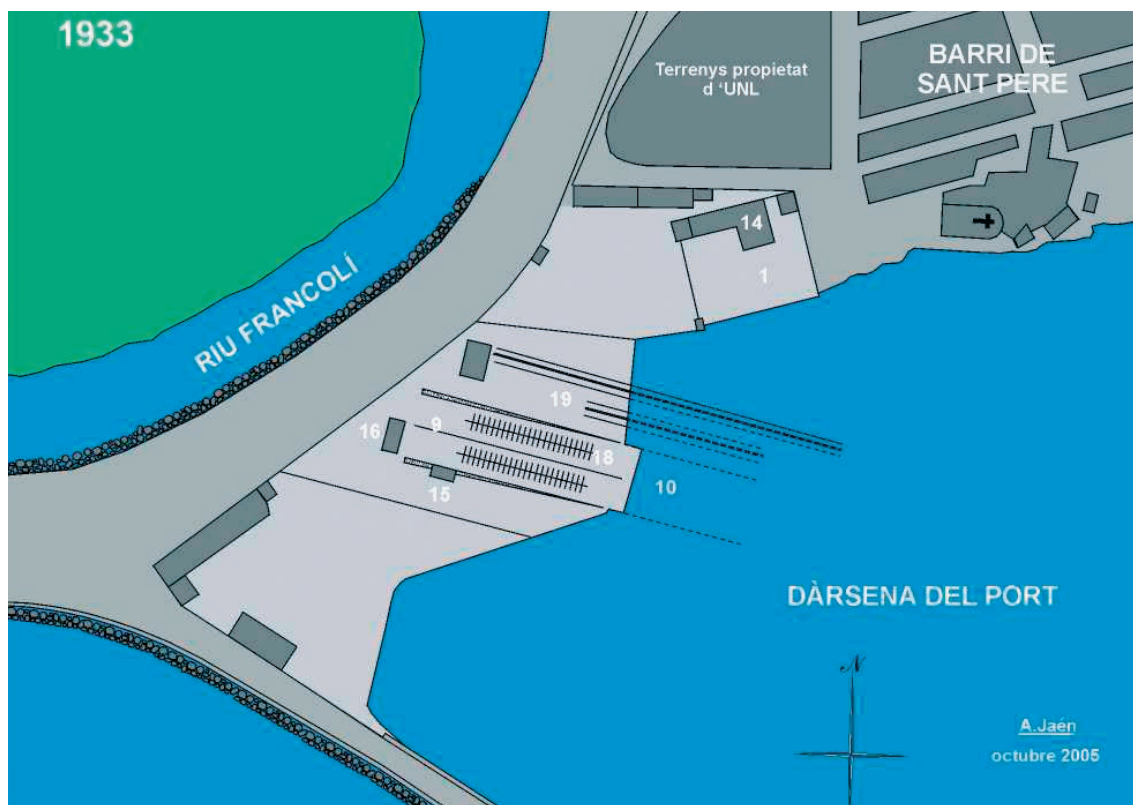 1933
BARRI DE
SANT PERE
Terrenys propietat
d ‘UNL
14
1
RIU FRANCOLÍ
19
9
16
18
15
10
DÀRSENA DEL PORT
N
A.Jaén
octubre 2005